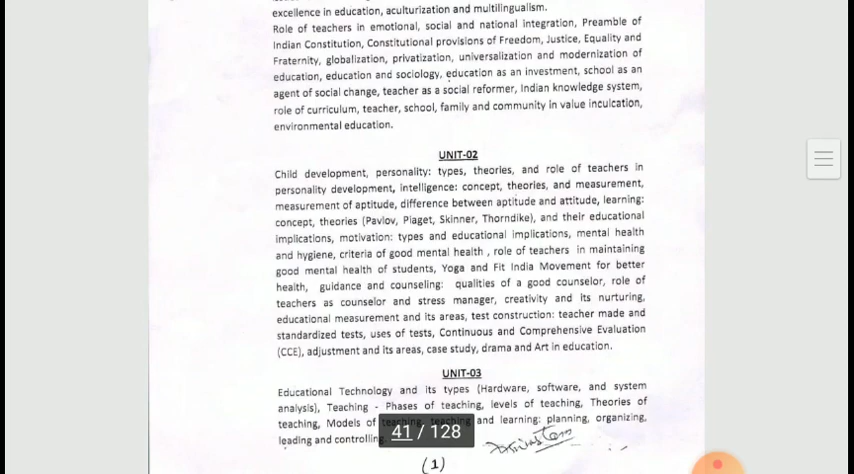 excellence in education, aculturization and multilingualism.
Role of teachers in emotional, social and national integration, Preamble of
Indian Constitution, Constitutional provisions of Freedom, Justice, Equality and
Fraternity, globalization, privatization, universalization and modernization of
education, education and sociology, education as an investment, school as an
agent of social change, teacher as a social reformer, Indian knowledge system,
role of curriculum, teacher, school, family and community in value inculcation,
environmental education.
UNIT-02
Child development, personality: types, theories, and role of teachers in
personality development, intelligence: concept, theories, and measurement,
measurement of aptitude, difference between aptitude and attitude, learning:
concept, theories (Pavlov, Piaget, Skinner, Thorndike), and their educational
implications, motivation: types and educational implications, mental health
and hygiene, criteria of good mental health , role of teachers in maintaining
good mental health of students, Yoga and Fit India Movement for better
health, guidance and counseling: qualities of a good counselor, role of
teachers as counselor and stress manager, creativity and its nurturing,
educational measurement and its areas, test construction: teacher made and
standardized tests, uses of tests, Continuous and Comprehensive Evaluation
(CCE), adjustment and its areas, case study, drama and Art in education.
UNIT-03
Educational Technology and its types (Hardware, software, and system
analysis), Teaching - Phases of teaching, levels of teaching, Theories of
teaching, Models of teaching, teaching and learning: planning, organizing,
leading and controlling.
41 / 128
(1)